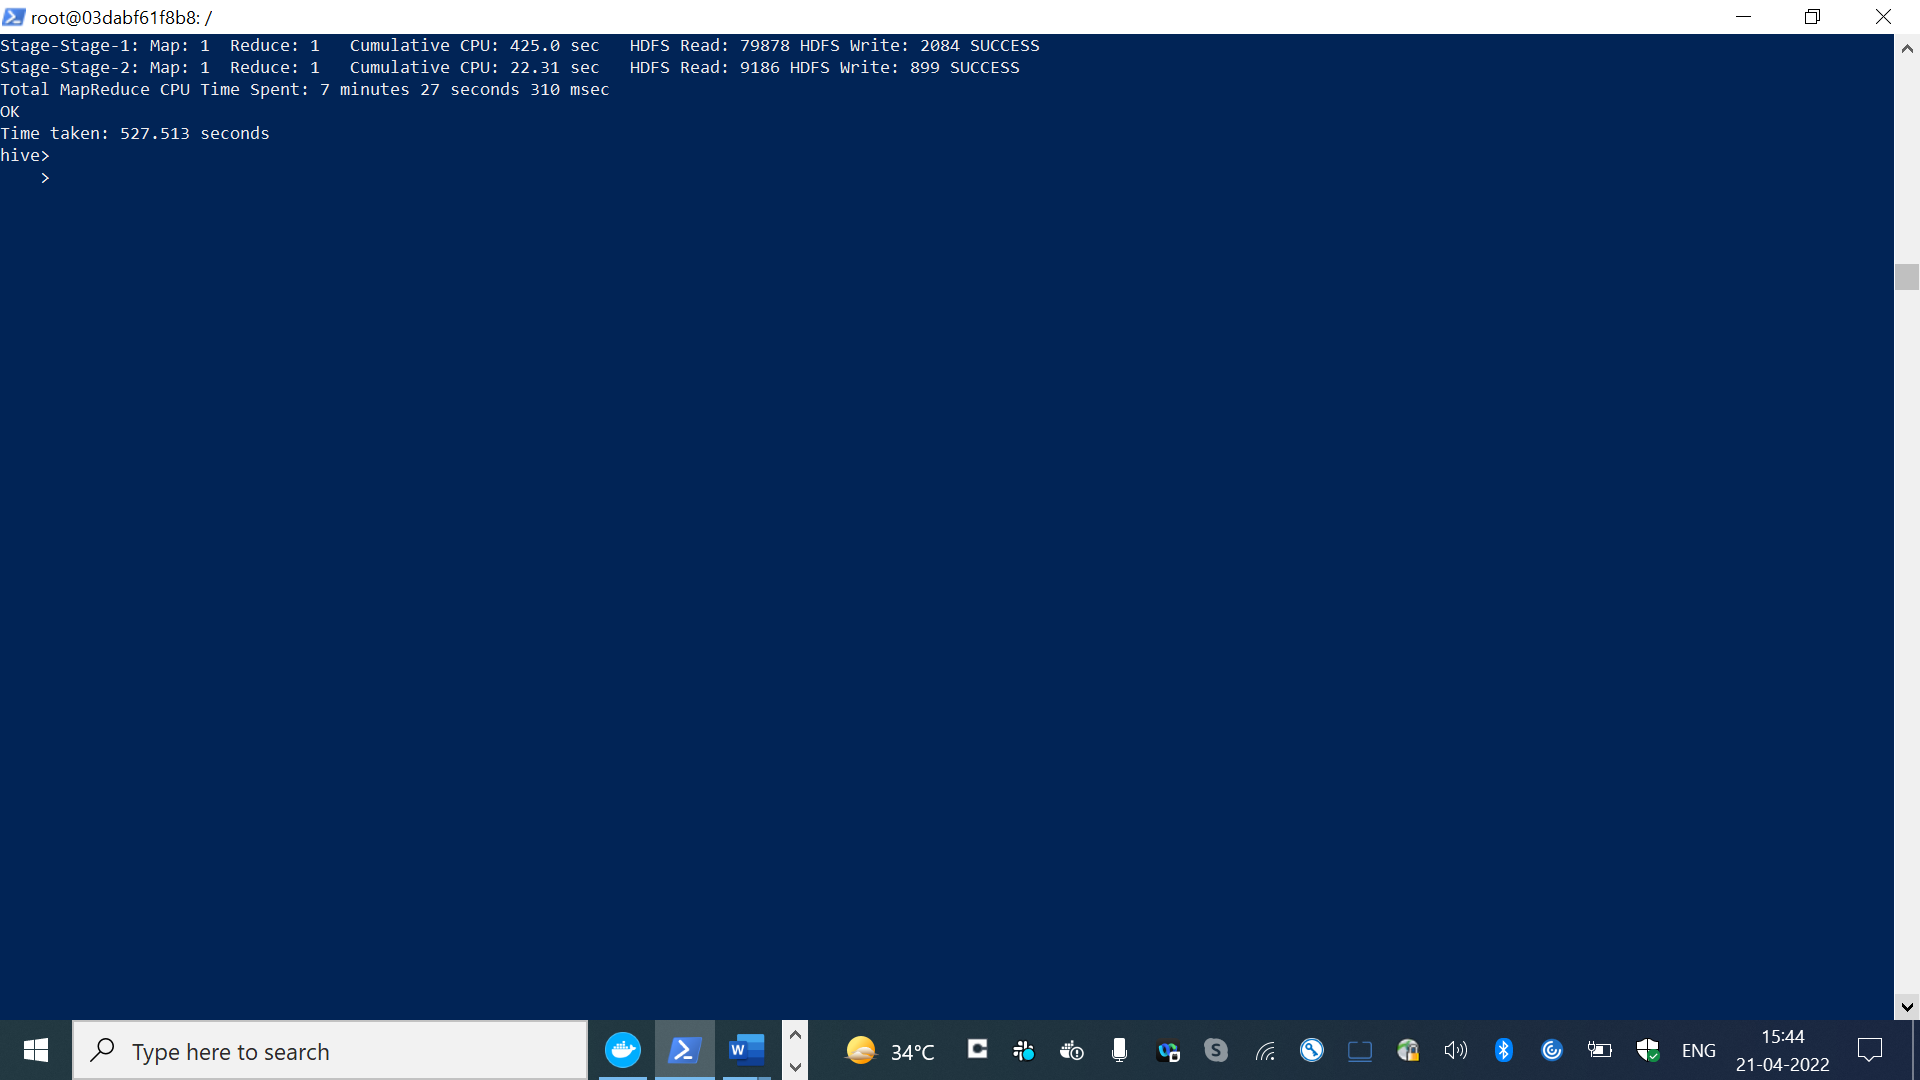 root@03dabf61f8b8: /
Stage-Stage-1: Map: 1  Reduce: 1   Cumulative CPU: 425.0 sec   HDFS Read: 79878 HDFS Write: 2084 SUCCESS
Stage-Stage-2: Map: 1  Reduce: 1   Cumulative CPU: 22.31 sec   HDFS Read: 9186 HDFS Write: 899 SUCCESS
Total MapReduce CPU Time Spent: 7 minutes 27 seconds 310 msec
OK
Time taken: 527.513 seconds
hive>
    >
Type here to search
W
34°C
S
ENG
15:44
21-04-2022